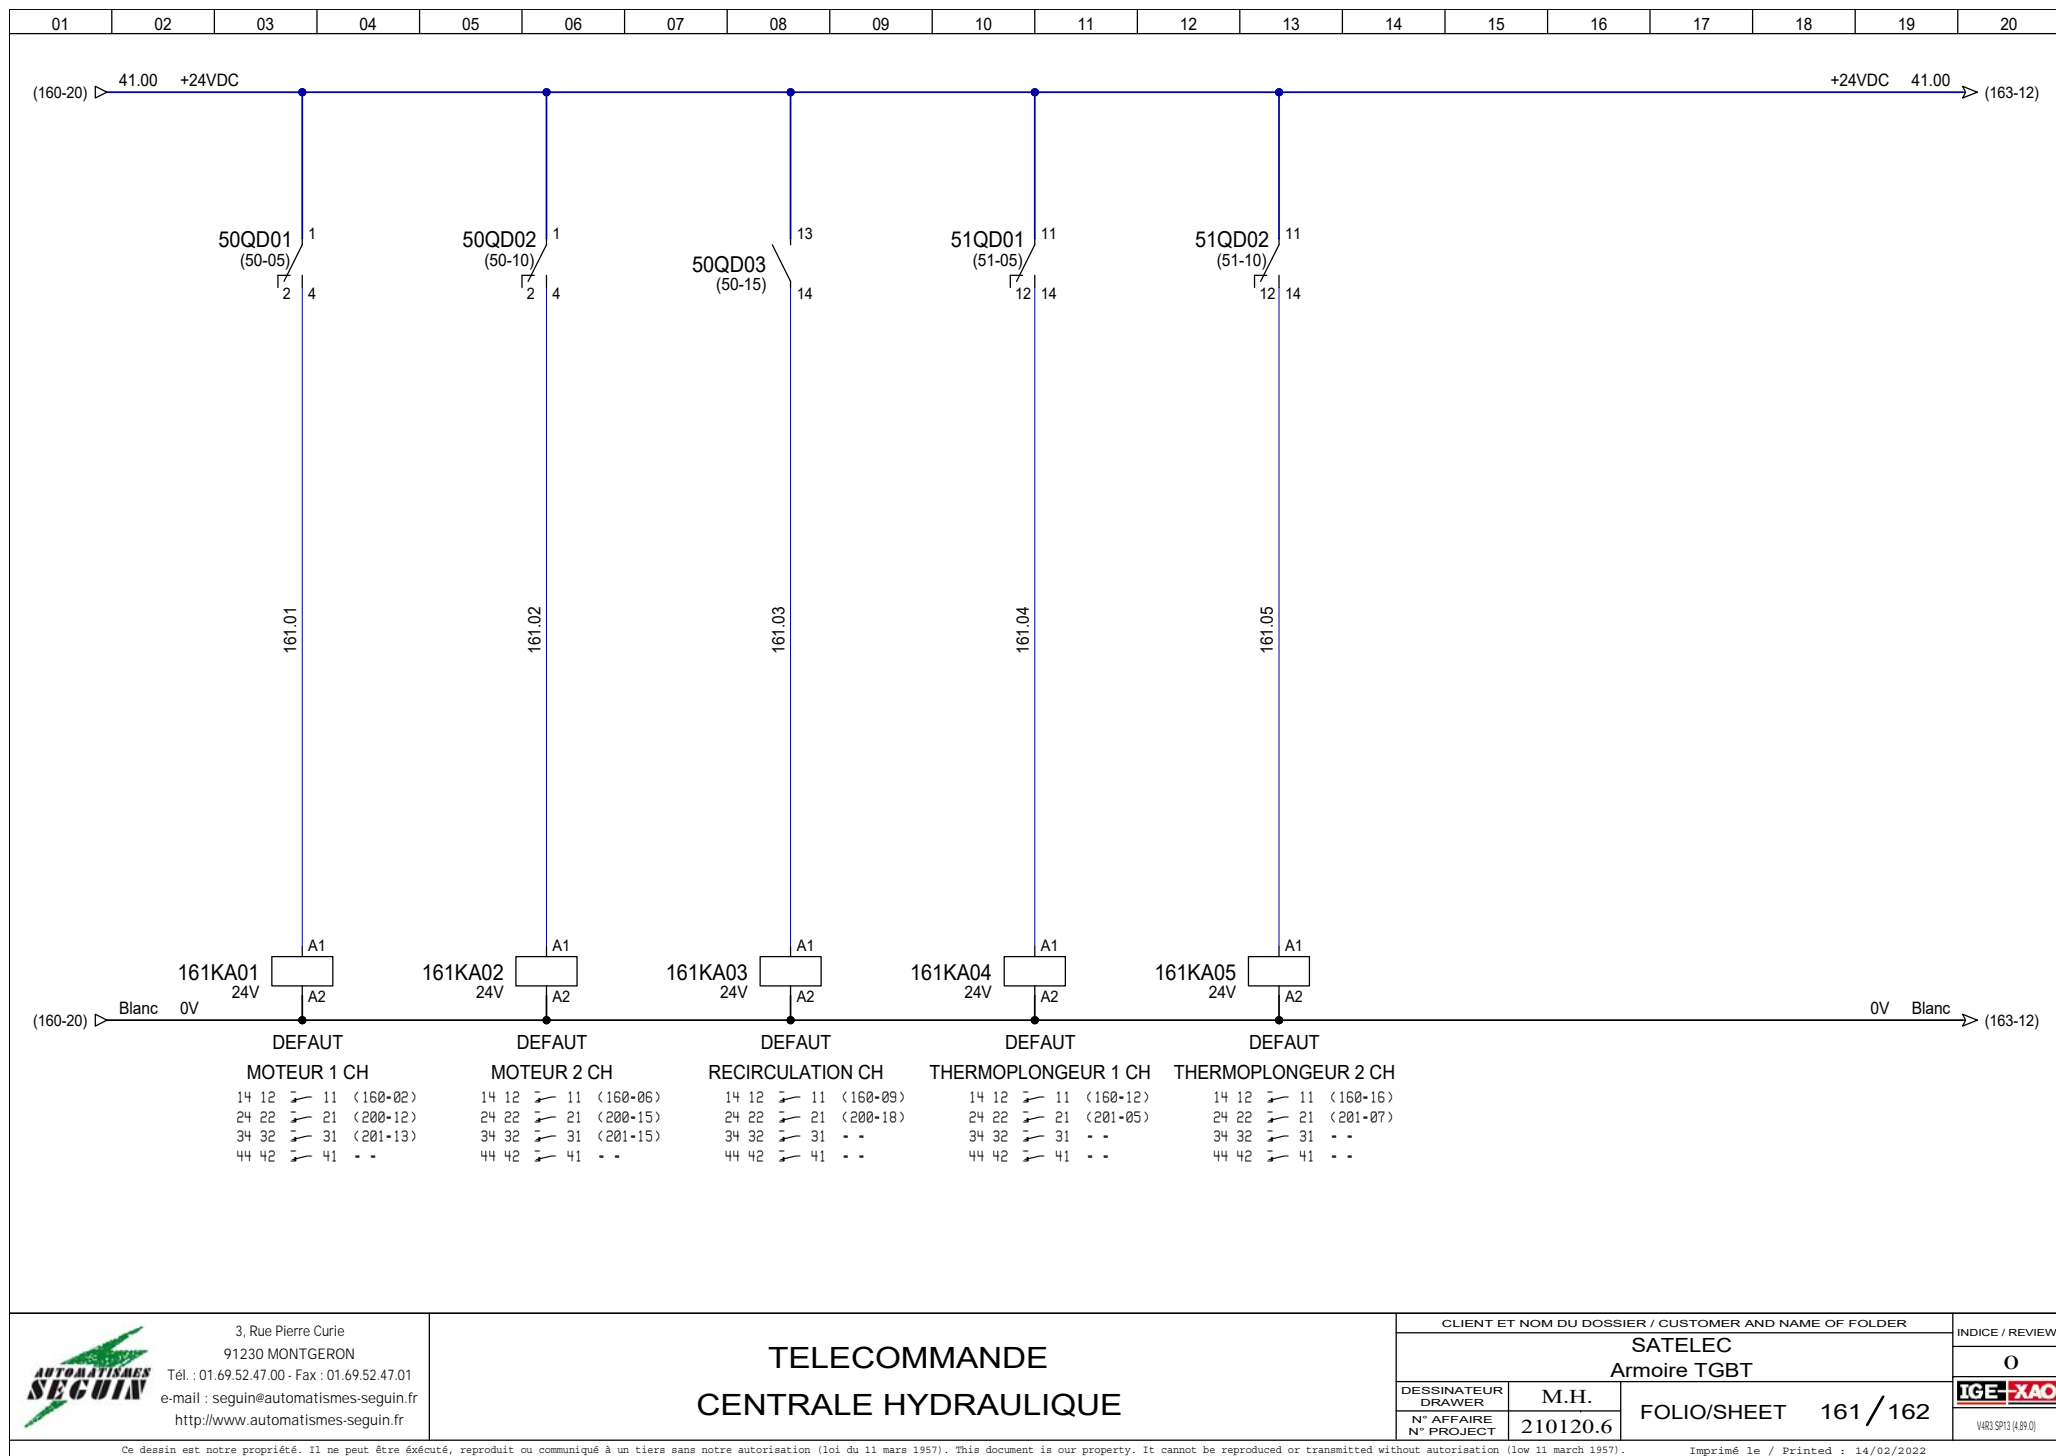 01 02 03 04 05 06 07 08 09 10 11 12 13 14 15 16 17 18 19 20
(160-20) 41.00 +24VDC +24VDC 41.00 (163-12)
50QD01 1
(50-05)
2 4
50QD02 1
(50-10)
2 4
13
50QD03
(50-15)
14
51QD01 11
(51-05)
12 14
51QD02 11
(51-10)
12 14
161.01
161.02
161.03
161.04
161.05
A1
161KA01
24V
A2
A1
161KA02
24V
A2
A1
161KA03
24V
A2
A1
161KA04
24V
A2
A1
161KA05
24V
A2
(160-20) Blanc 0V 0V Blanc (163-12)
DEFAUT
MOTEUR 1 CH
14 12 11 (160-02)
24 22 21 (200-12)
34 32 31 (201-13)
44 42 41 - -
DEFAUT
MOTEUR 2 CH
14 12 11 (160-06)
24 22 21 (200-15)
34 32 31 (201-15)
44 42 41 - -
DEFAUT
RECIRCULATION CH
14 12 11 (160-09)
24 22 21 (200-18)
34 32 31 - -
44 42 41 - -
DEFAUT
THERMOPLONGEUR 1 CH
14 12 11 (160-12)
24 22 21 (201-05)
34 32 31 - -
44 42 41 - -
DEFAUT
THERMOPLONGEUR 2 CH
14 12 11 (160-16)
24 22 21 (201-07)
34 32 31 - -
44 42 41 - -
AUTOMATISMES
SEGUIN
3, Rue Pierre Curie
91230 MONTGERON
Tél. : 01.69.52.47.00 - Fax : 01.69.52.47.01
e-mail : seguin@automatismes-seguin.fr
http://www.automatismes-seguin.fr
TELECOMMANDE
CENTRALE HYDRAULIQUE
CLIENT ET NOM DU DOSSIER / CUSTOMER AND NAME OF FOLDER
SATELEC
Armoire TGBT
DESSINATEUR
DRAWER
M.H.
N° AFFAIRE
N° PROJECT
210120.6
FOLIO/SHEET 161/162
INDICE / REVIEW
O
IGE-XAO
V4R3 SP13 (4.89.0)
Ce dessin est notre propriété. Il ne peut être éxécuté, reproduit ou communiqué à un tiers sans notre autorisation (loi du 11 mars 1957). This document is our property. It cannot be reproduced or transmitted without autorisation (low 11 march 1957). Imprimé le / Printed : 14/02/2022